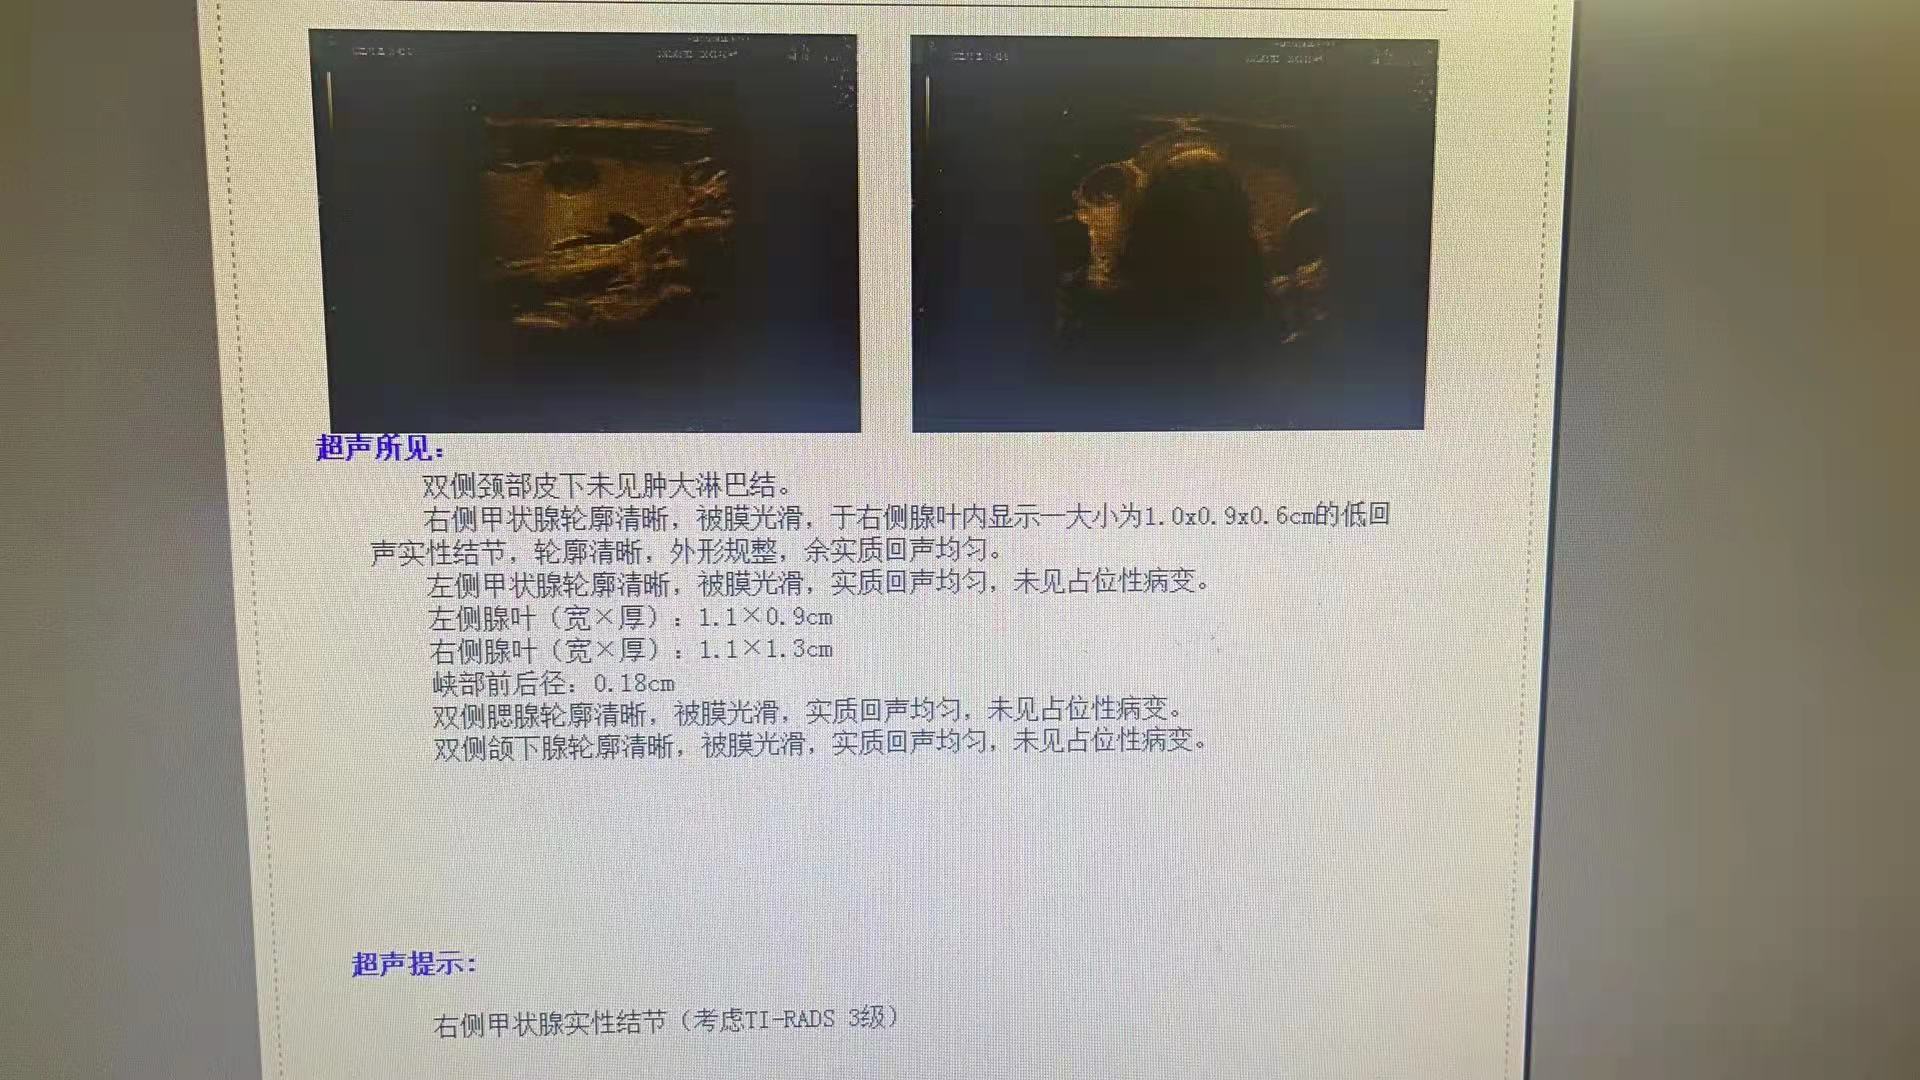 超声所见:
双侧颈部皮下未见肿大淋巴结。
右侧甲状腺轮廓清晰，被膜光滑，于右侧腺叶内显示一大小为1.0x0.9x0.6cm的低回
声实性结节，轮廓清晰，外形规整，余实质回声均匀。
左侧甲状腺轮廓清晰，被膜光滑，实质回声均匀，未见占位性病变。
左侧腺叶（宽×厚）：1.1×0.9cm
右侧腺叶（宽×厚）：1.1×1.3cm
峡部前后径：0.18cm
双侧腮腺轮廓清晰，被膜光滑，实质回声均匀，未见占位性病变。
双侧颌下腺轮廓清晰，被膜光滑，实质回声均匀，未见占位性病变。
超声提示:
右侧甲状腺实性结节（考虑TI-RADS 3级）